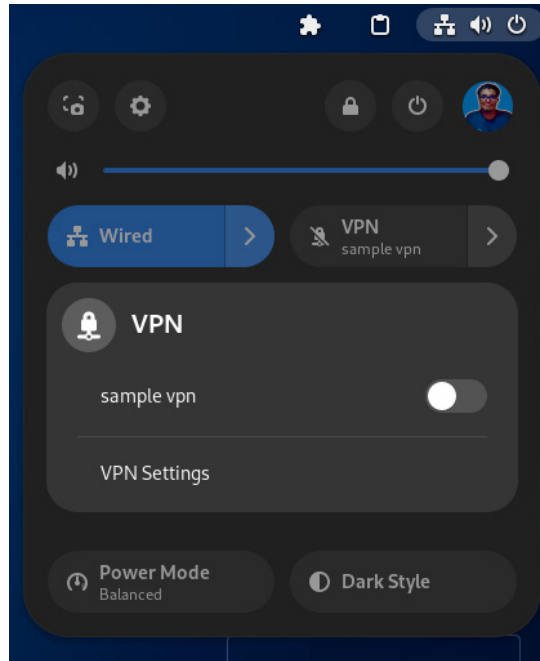 Wired
VPN
sample vpn
VPN
sample vpn
VPN Settings
Power Mode
Balanced
Dark Style